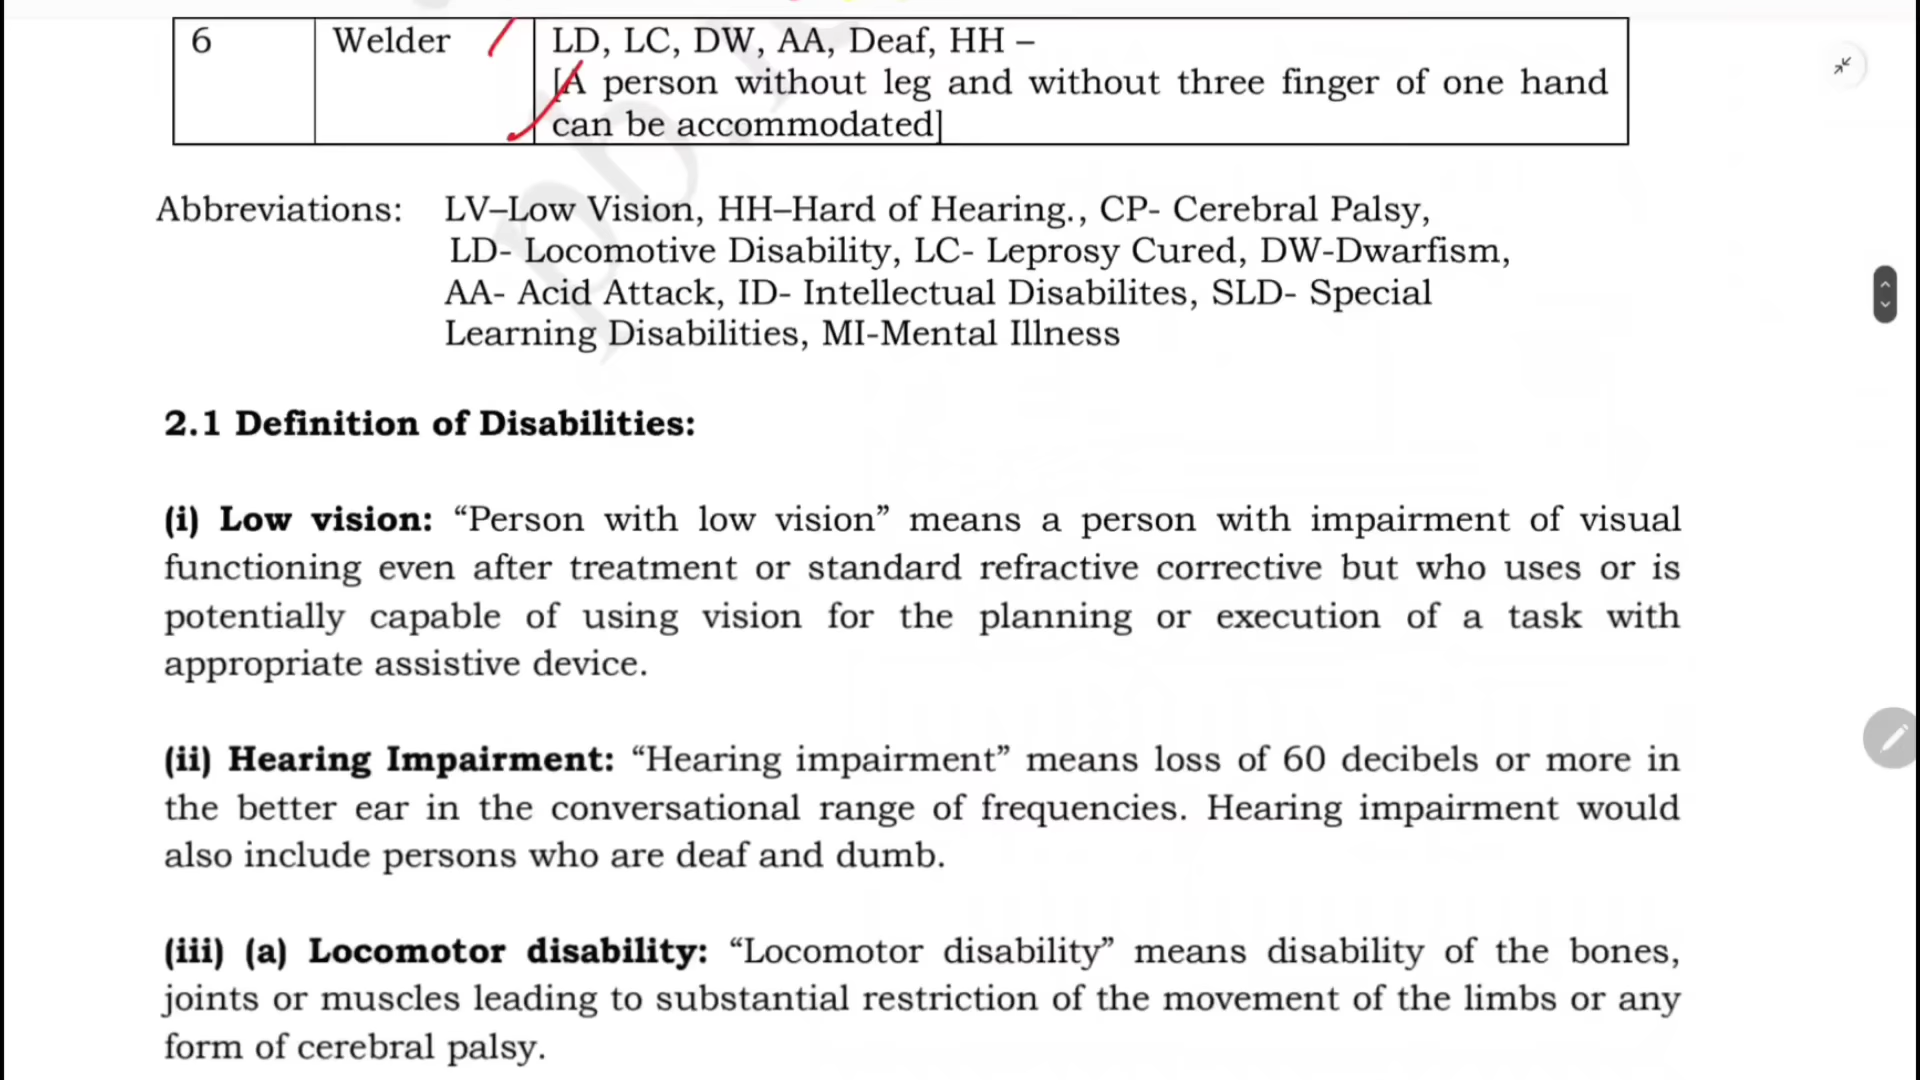 6 Welder LD, LC, DW, AA, Deaf, HH –
[A person without leg and without three finger of one hand
can be accommodated]
Abbreviations: LV–Low Vision, HH–Hard of Hearing., CP- Cerebral Palsy,
LD- Locomotive Disability, LC- Leprosy Cured, DW-Dwarfism,
AA- Acid Attack, ID- Intellectual Disabilites, SLD- Special
Learning Disabilities, MI-Mental Illness
2.1 Definition of Disabilities:
(i) Low vision: “Person with low vision” means a person with impairment of visual
functioning even after treatment or standard refractive corrective but who uses or is
potentially capable of using vision for the planning or execution of a task with
appropriate assistive device.
(ii) Hearing Impairment: “Hearing impairment” means loss of 60 decibels or more in
the better ear in the conversational range of frequencies. Hearing impairment would
also include persons who are deaf and dumb.
(iii) (a) Locomotor disability: “Locomotor disability” means disability of the bones,
joints or muscles leading to substantial restriction of the movement of the limbs or any
form of cerebral palsy.